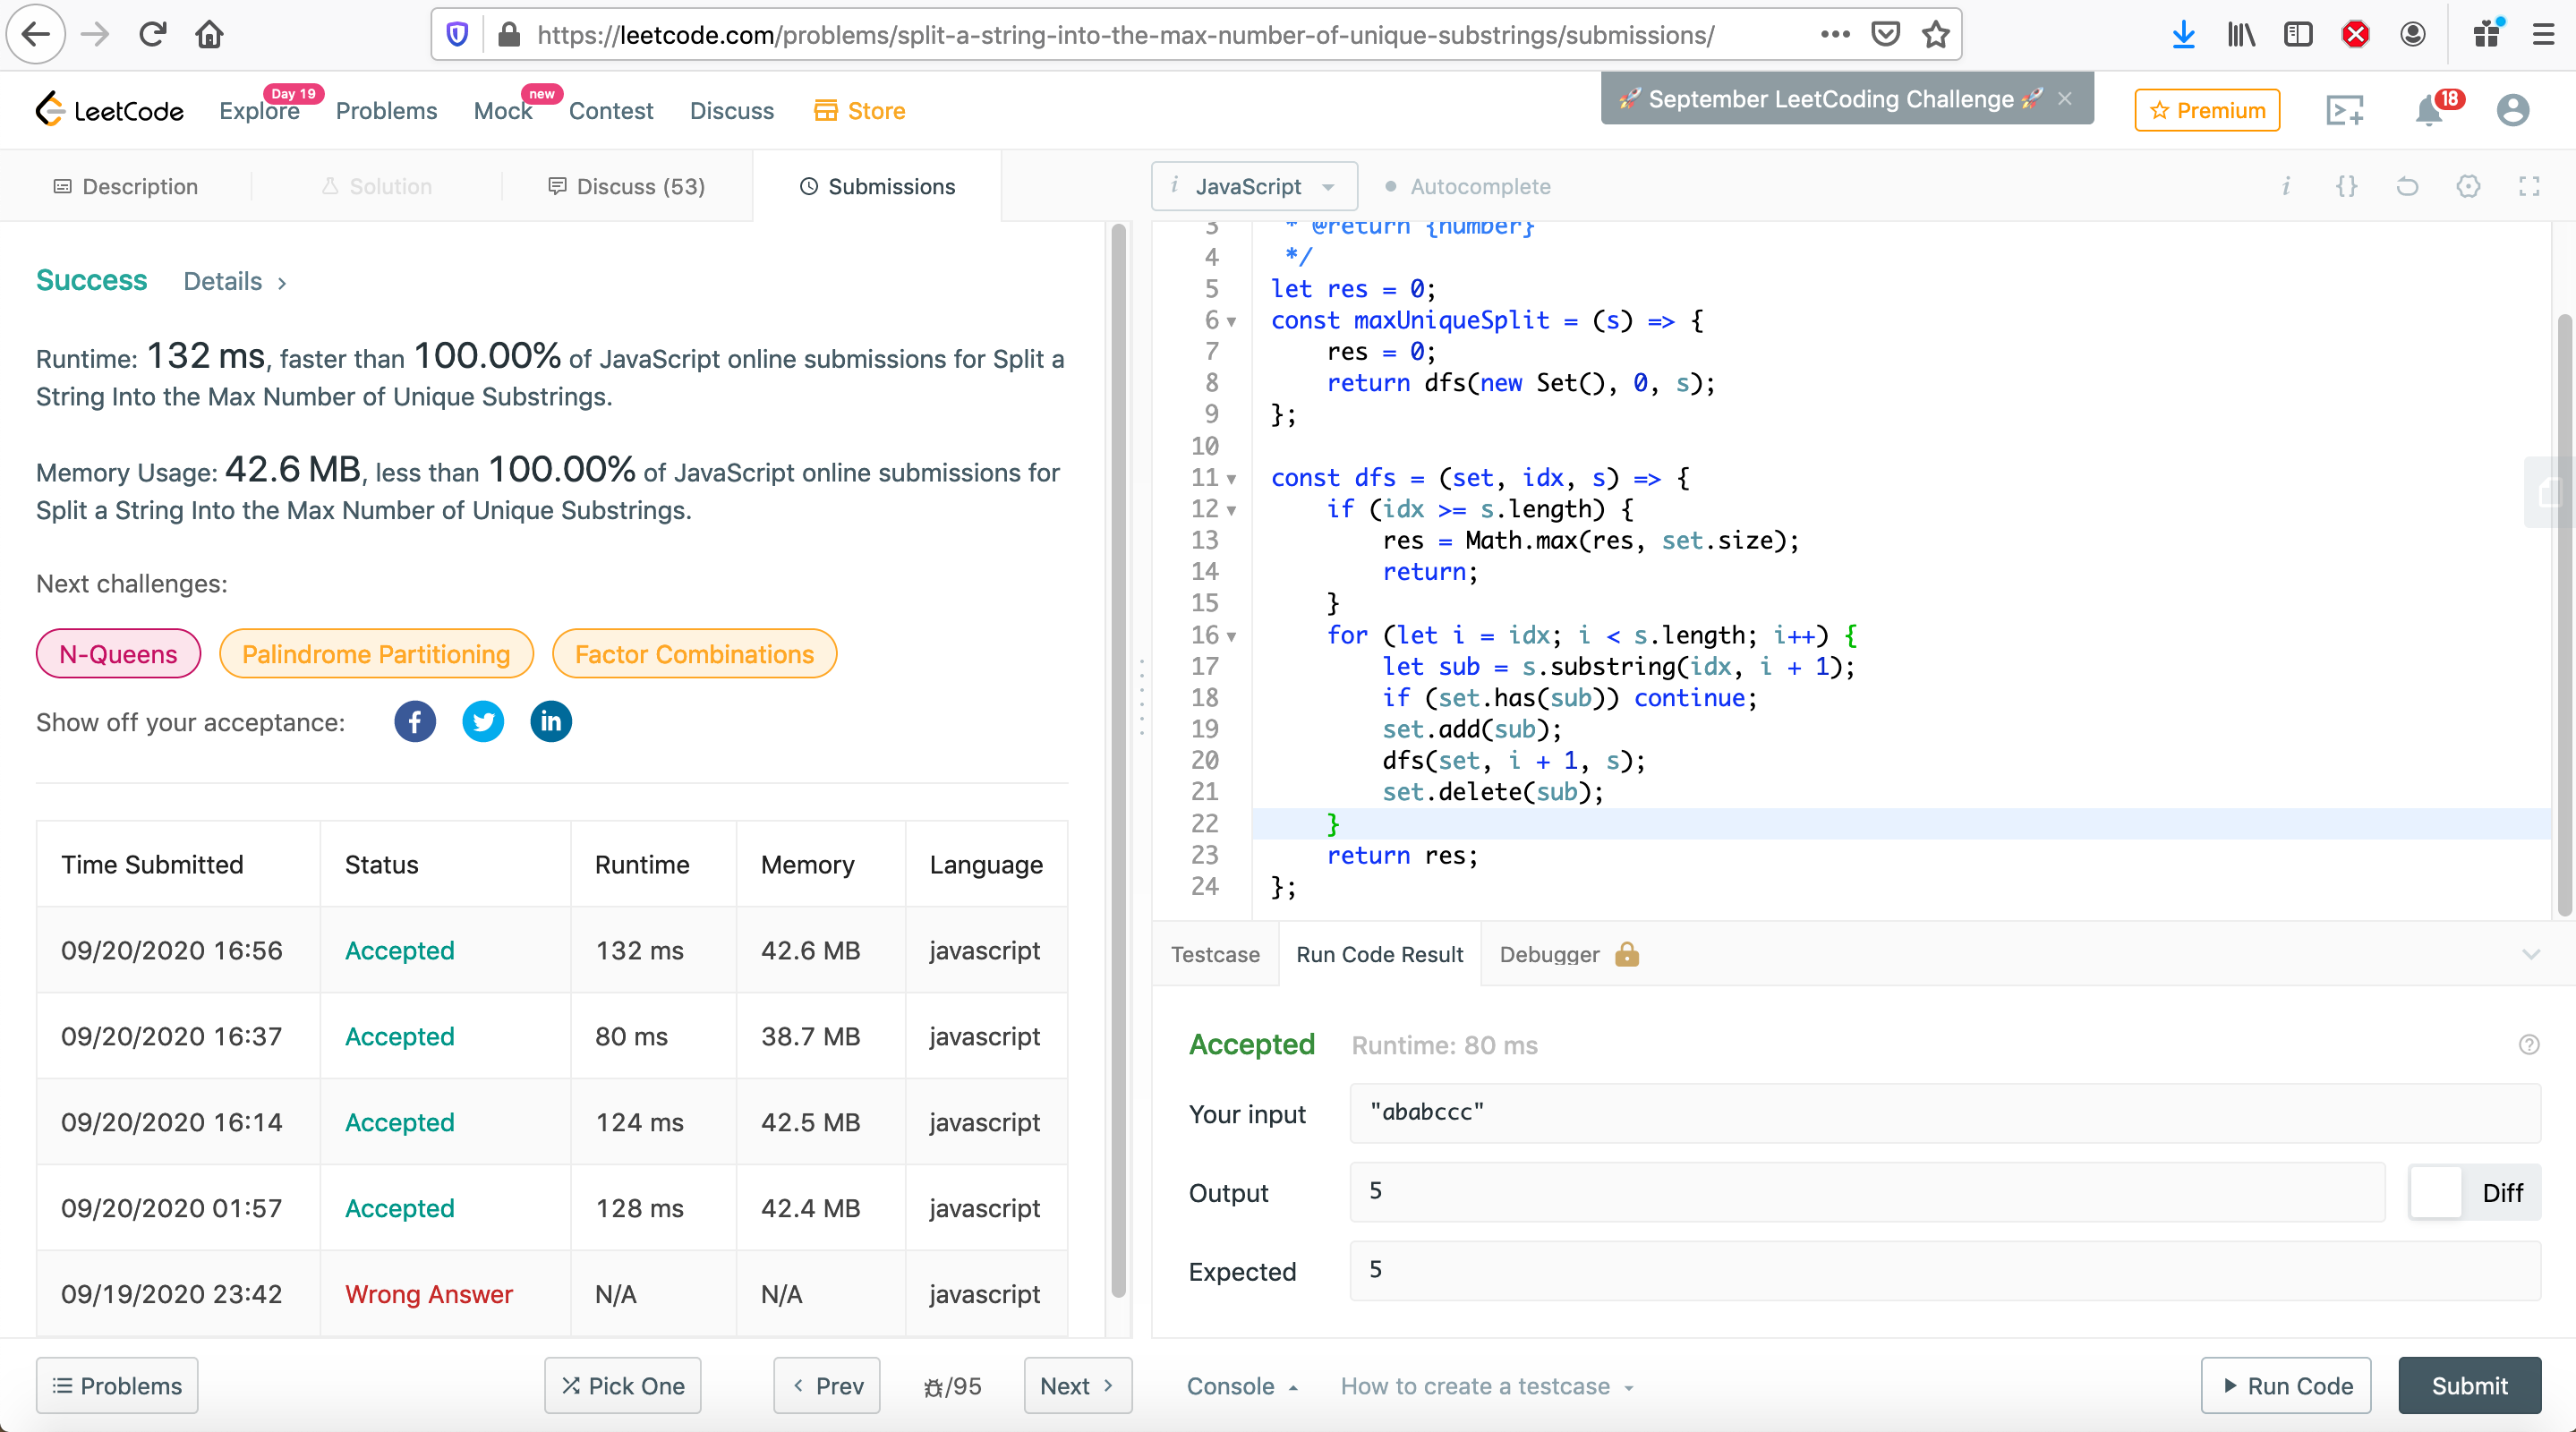 https://leetcode.com/problems/split-a-string-into-the-max-number-of-unique-substrings/submissions/
LeetCode
Explore
Day 19
Problems
Mock
new
Contest
Discuss
Store
🚀 September LeetCoding Challenge 🚀 ×
Premium
18
Description
Solution
Discuss (53)
Submissions
Success Details >
Runtime: 132 ms, faster than 100.00% of JavaScript online submissions for Split a
String Into the Max Number of Unique Substrings.
Memory Usage: 42.6 MB, less than 100.00% of JavaScript online submissions for
Split a String Into the Max Number of Unique Substrings.
Next challenges:
N-Queens
Palindrome Partitioning
Factor Combinations
Show off your acceptance:
Time Submitted Status Runtime Memory Language
09/20/2020 16:56 Accepted 132 ms 42.6 MB javascript
09/20/2020 16:37 Accepted 80 ms 38.7 MB javascript
09/20/2020 16:14 Accepted 124 ms 42.5 MB javascript
09/20/2020 01:57 Accepted 128 ms 42.4 MB javascript
09/19/2020 23:42 Wrong Answer N/A N/A javascript
Problems
Pick One
< Prev
/95
Next >
i JavaScript
Autocomplete
i {}
3 * @return {number}
4 */
5 let res = 0;
6 const maxUniqueSplit = (s) => {
7 res = 0;
8 return dfs(new Set(), 0, s);
9 };
10
11 const dfs = (set, idx, s) => {
12 if (idx >= s.length) {
13 res = Math.max(res, set.size);
14 return;
15 }
16 for (let i = idx; i < s.length; i++) {
17 let sub = s.substring(idx, i + 1);
18 if (set.has(sub)) continue;
19 set.add(sub);
20 dfs(set, i + 1, s);
21 set.delete(sub);
22 }
23 return res;
24 };
Testcase
Run Code Result
Debugger
Accepted Runtime: 80 ms
?
Your input "ababccc"
Output 5
Diff
Expected 5
Console
How to create a testcase
Run Code
Submit